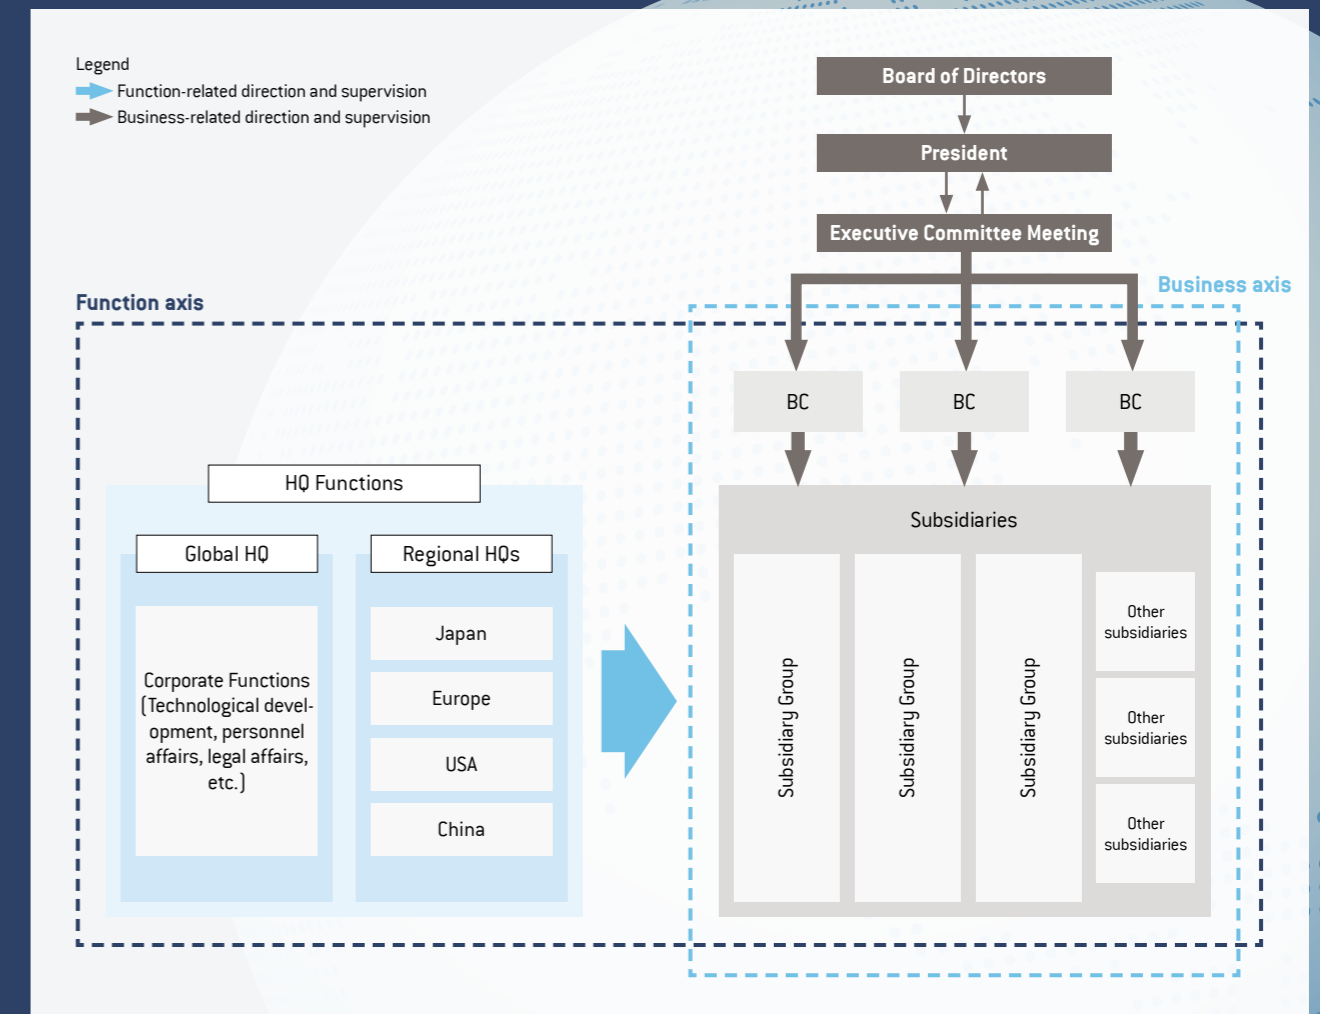 Legend
Function-related direction and supervision
Business-related direction and supervision
Board of Directors
President
Executive Committee Meeting
Business axis
Function axis
BC
BC
BC
HQ Functions
Global HQ
Regional HQs
Corporate Functions
(Technological devel-
opment, personnel
affairs, legal affairs,
etc.)
Japan
Europe
USA
China
Subsidiaries
Subsidiary Group
Subsidiary Group
Subsidiary Group
Other
subsidiaries
Other
subsidiaries
Other
subsidiaries